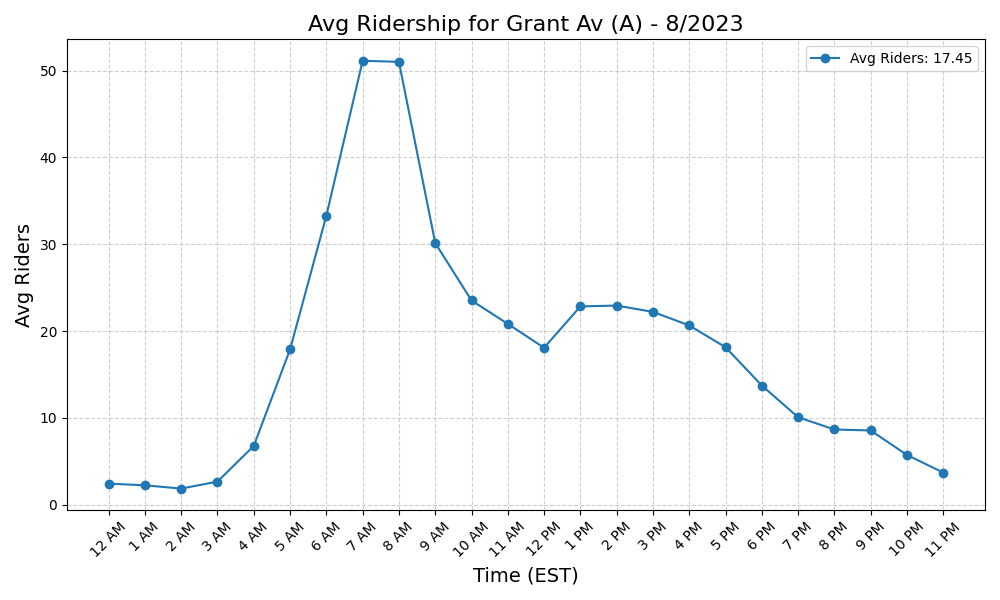 Avg Ridership for Grant Av (A) - 8/2023
Avg Riders: 17.45
Avg Riders
50
40
30
20
10
0
12 AM
1 AM
2 AM
3 AM
4 AM
5 AM
6 AM
7 AM
8 AM
9 AM
10 AM
11 AM
12 PM
1 PM
2 PM
3 PM
4 PM
5 PM
6 PM
7 PM
8 PM
9 PM
10 PM
11 PM
Time (EST)